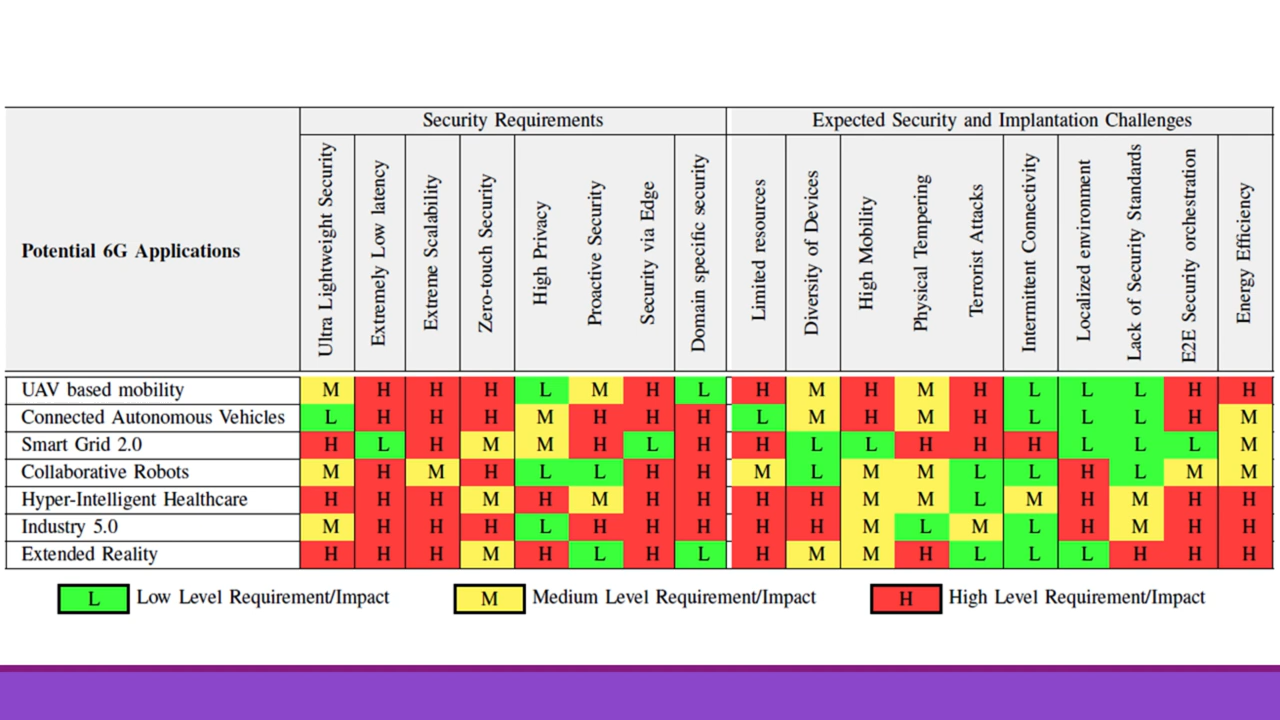 Security Requirements Expected Security and Implantation Challenges
Potential 6G Applications
Ultra Lightweight Security
Extremely Low latency
Extreme Scalability
Zero-touch Security
High Privacy
Proactive Security
Security via Edge
Domain specific security
Limited resources
Diversity of Devices
High Mobility
Physical Tempering
Terrorist Attacks
Intermittent Connectivity
Localized environment
Lack of Security Standards
E2E Security orchestration
Energy Efficiency
UAV based mobility M H H H L M H L H M H M H L L L H H
Connected Autonomous Vehicles L H H H M H H H L M H M H L L L H M
Smart Grid 2.0 H L H M M H L H H L L H H H L L L M
Collaborative Robots M H M H L L H H M L M M L L H L M M
Hyper-Intelligent Healthcare H H H M H M H H H H M M L M H M H H
Industry 5.0 M H H H L H H H H H M L M L H M H H
Extended Reality H H H M H L H L H M M H L L L H H H
L Low Level Requirement/Impact M Medium Level Requirement/Impact H High Level Requirement/Impact